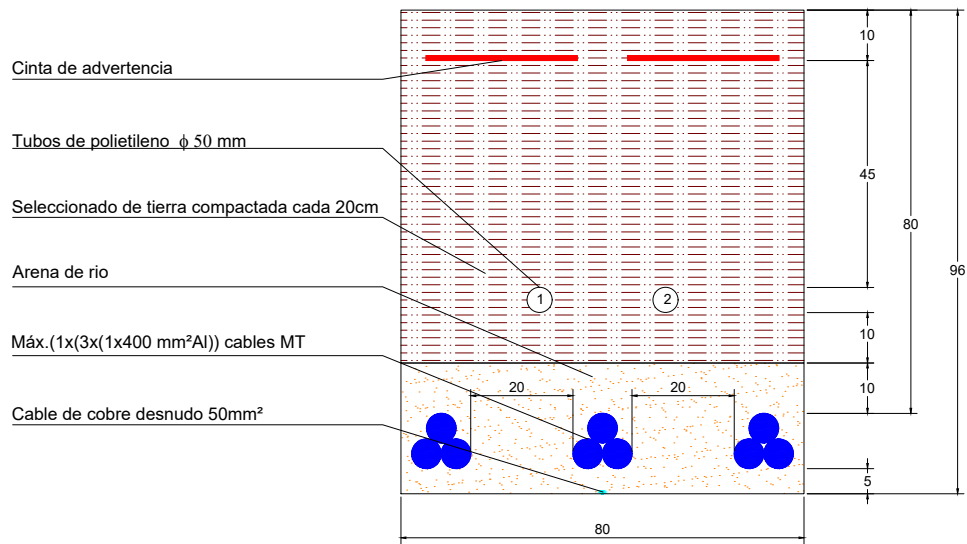 Cinta de advertencia
Tubos de polietileno ϕ 50 mm
Seleccionado de tierra compactada cada 20cm
Arena de rio
Máx.(1x(3x(1x400 mm²Al)) cables MT
Cable de cobre desnudo 50mm²
1
2
20
20
10
45
10
10
5
80
96
80